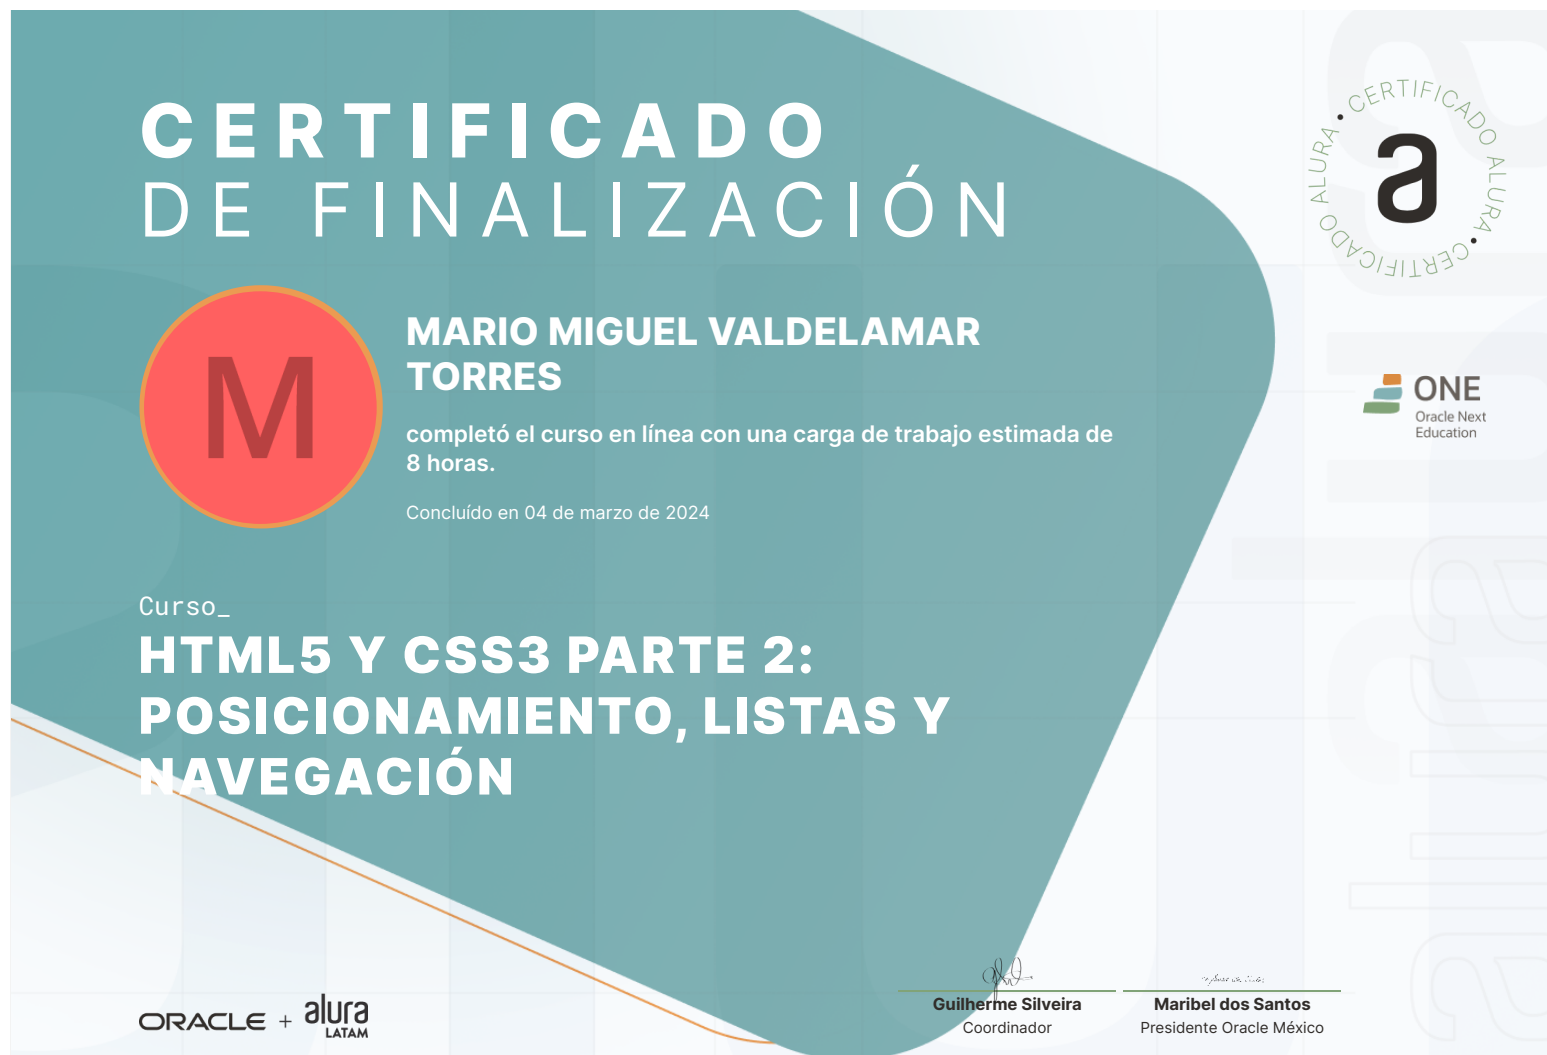 CERTIFICADO
DE FINALIZACIÓN
CERTIFICADO ALURA • CERTIFICADO ALURA •
a
M
MARIO MIGUEL VALDELAMAR
TORRES
completó el curso en línea con una carga de trabajo estimada de
8 horas.
Concluído en 04 de marzo de 2024
ONE
Oracle Next
Education
Curso_
HTML5 Y CSS3 PARTE 2:
POSICIONAMIENTO, LISTAS Y
NAVEGACIÓN
ORACLE + alura
LATAM
Guilherme Silveira
Coordinador
Maribel dos Santos
Presidente Oracle México
alura
alura